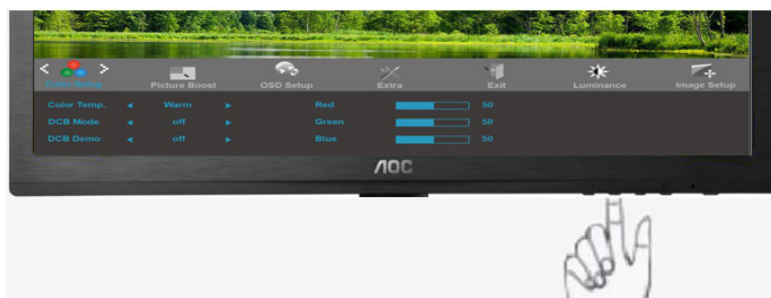 < >
Color Setup Picture Boost OSD Setup Extra Exit Luminance Image Setup
Color Temp. Warm Red 50
DCB Mode off Green 50
DCB Demo off Blue 50
AOC